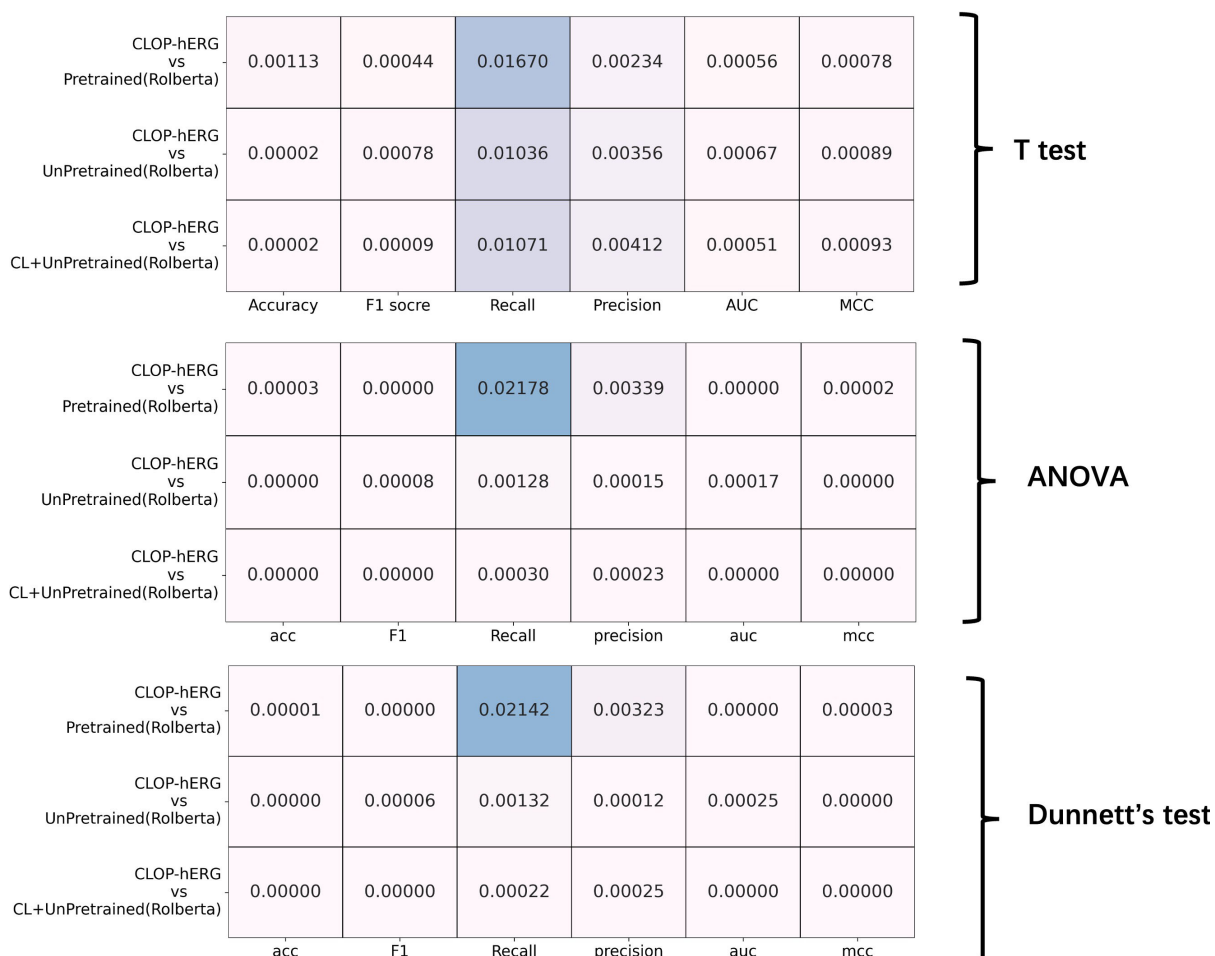 CLOP-hERG
vs
Pretrained(Rolberta)
0.00113 0.00044 0.01670 0.00234 0.00056 0.00078
CLOP-hERG
vs
UnPretrained(Rolberta)
0.00002 0.00078 0.01036 0.00356 0.00067 0.00089
CLOP-hERG
vs
CL+UnPretrained(Rolberta)
0.00002 0.00009 0.01071 0.00412 0.00051 0.00093
Accuracy F1 socre Recall Precision AUC MCC
T test
CLOP-hERG
vs
Pretrained(Rolberta)
0.00003 0.00000 0.02178 0.00339 0.00000 0.00002
CLOP-hERG
vs
UnPretrained(Rolberta)
0.00000 0.00008 0.00128 0.00015 0.00017 0.00000
CLOP-hERG
vs
CL+UnPretrained(Rolberta)
0.00000 0.00000 0.00030 0.00023 0.00000 0.00000
acc F1 Recall precision auc mcc
ANOVA
CLOP-hERG
vs
Pretrained(Rolberta)
0.00001 0.00000 0.02142 0.00323 0.00000 0.00003
CLOP-hERG
vs
UnPretrained(Rolberta)
0.00000 0.00006 0.00132 0.00012 0.00025 0.00000
CLOP-hERG
vs
CL+UnPretrained(Rolberta)
0.00000 0.00000 0.00022 0.00025 0.00000 0.00000
acc F1 Recall precision auc mcc
Dunnett’s test